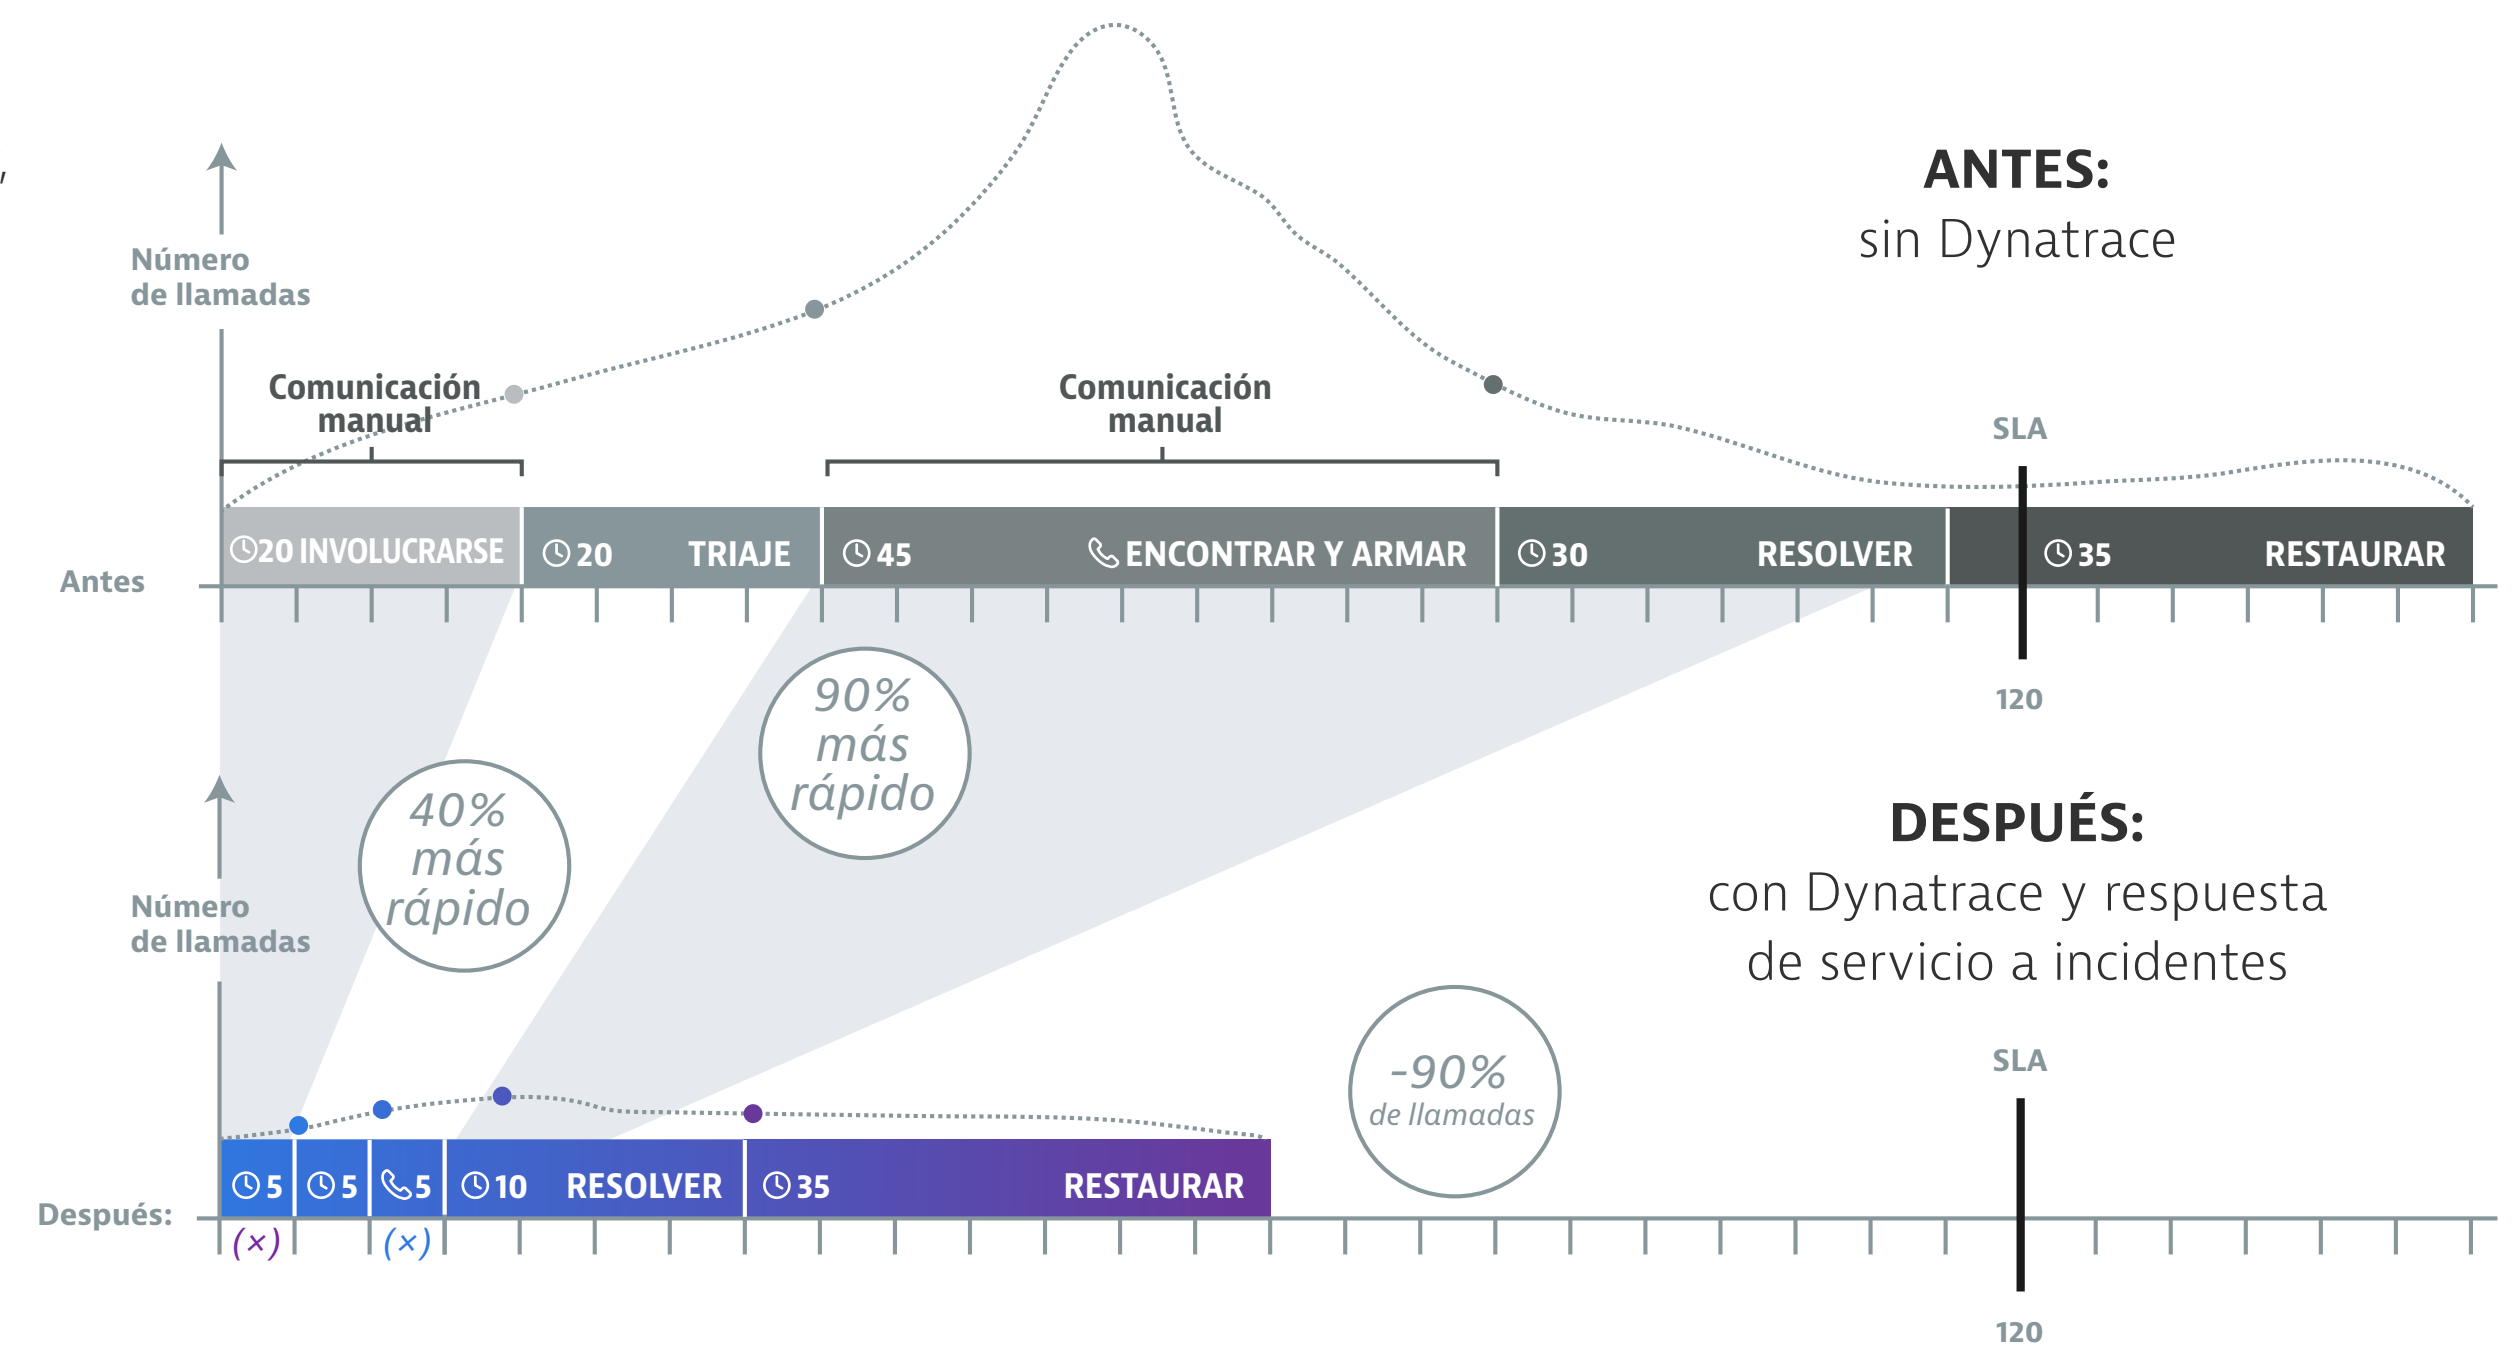 ANTES:
sin Dynatrace
Número
de llamadas
Comunicación
manual
Comunicación
manual
SLA
Antes
20 INVOLUCRARSE
20 TRIAJE
45 ENCONTRAR Y ARMAR
30 RESOLVER
35 RESTAURAR
120
90%
más
rápido
40%
más
rápido
DESPUÉS:
con Dynatrace y respuesta
de servicio a incidentes
Número
de llamadas
-90%
de llamadas
SLA
Después:
5
5
5
10 RESOLVER
35 RESTAURAR
(×)
(×)
120